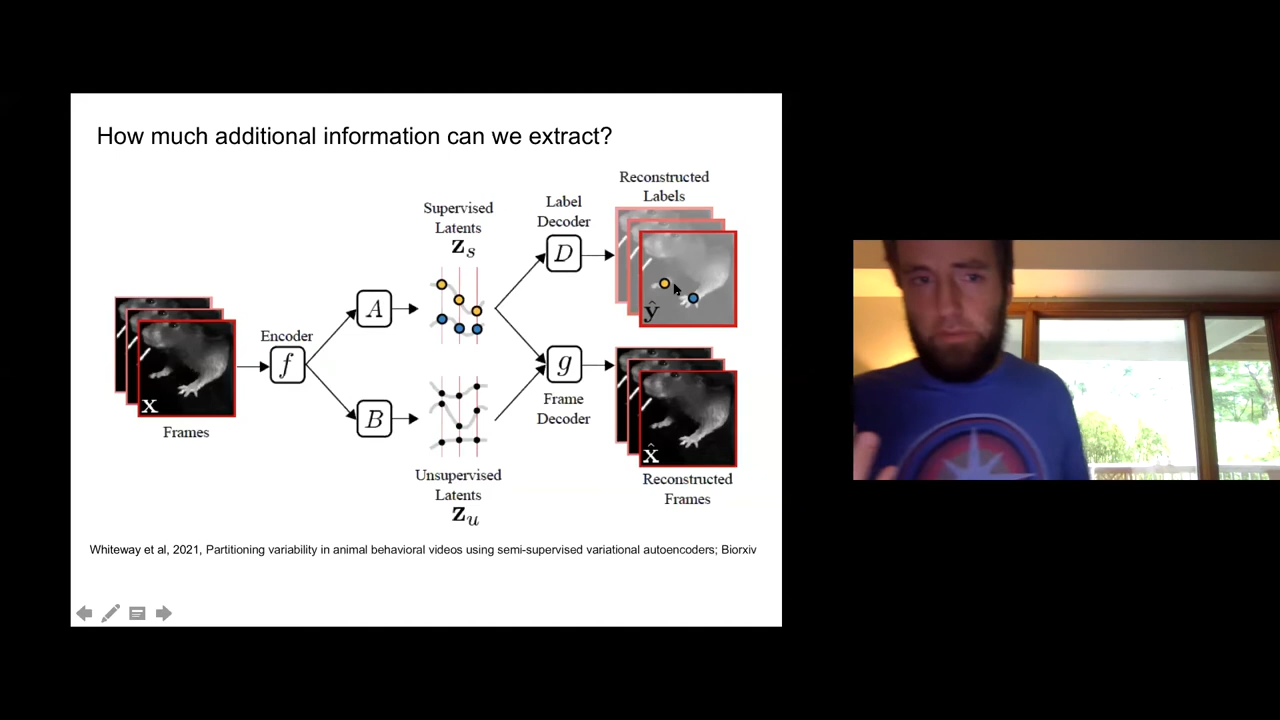 How much additional information can we extract?
Reconstructed
Labels
Supervised
Latents
z_s
Label
Decoder
D
ŷ
A
Encoder
f
x
Frames
B
g
Frame
Decoder
x̂
Reconstructed
Frames
Unsupervised
Latents
z_u
Whiteway et al, 2021, Partitioning variability in animal behavioral videos using semi-supervised variational autoencoders; Biorxiv